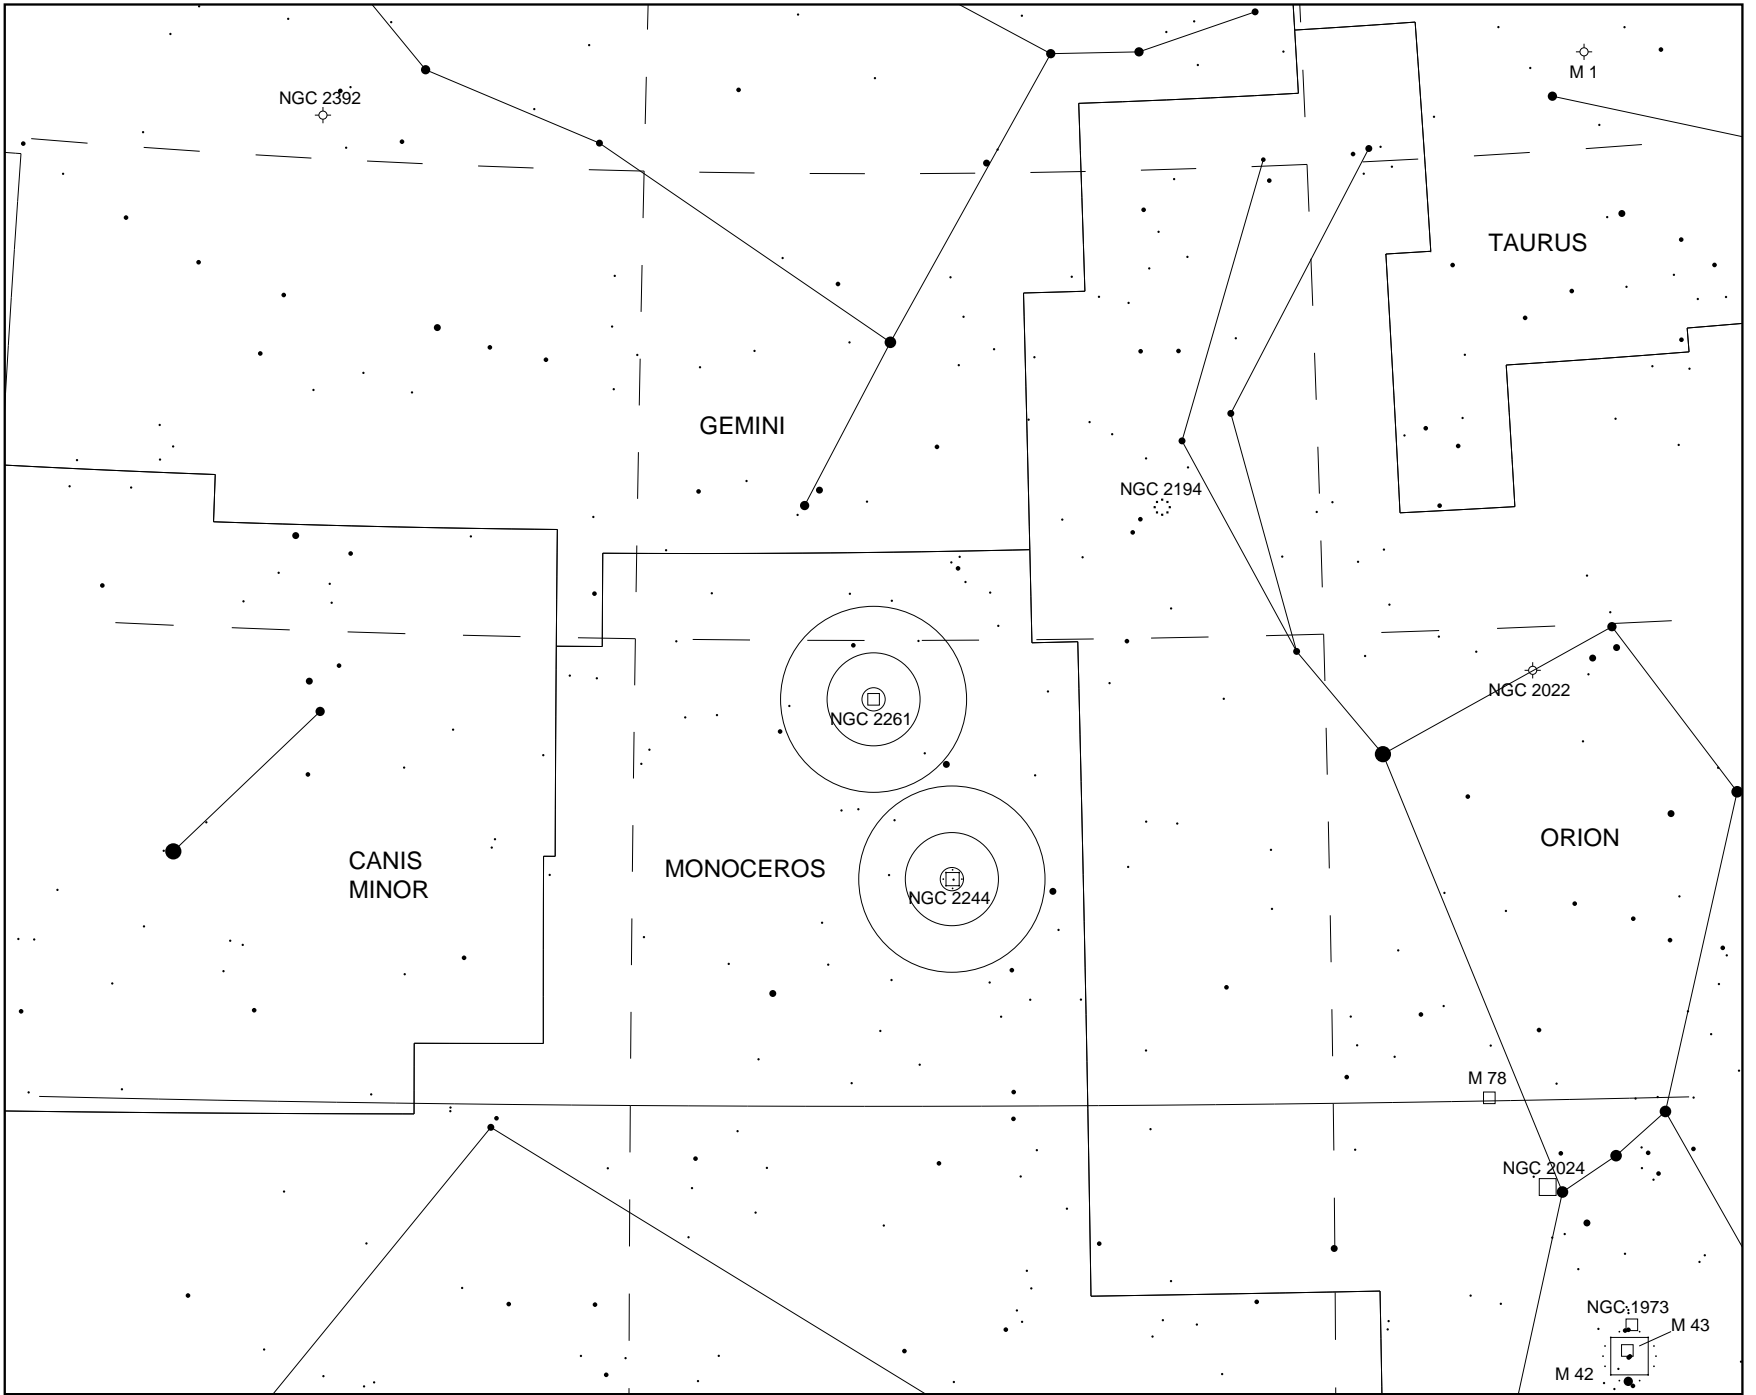 M 1
NGC 2392
TAURUS
GEMINI
NGC 2194
NGC 2022
NGC 2261
ORION
CANIS
MINOR
MONOCEROS
NGC 2244
M 78
NGC 2024
NGC 1973
M 43
M 42